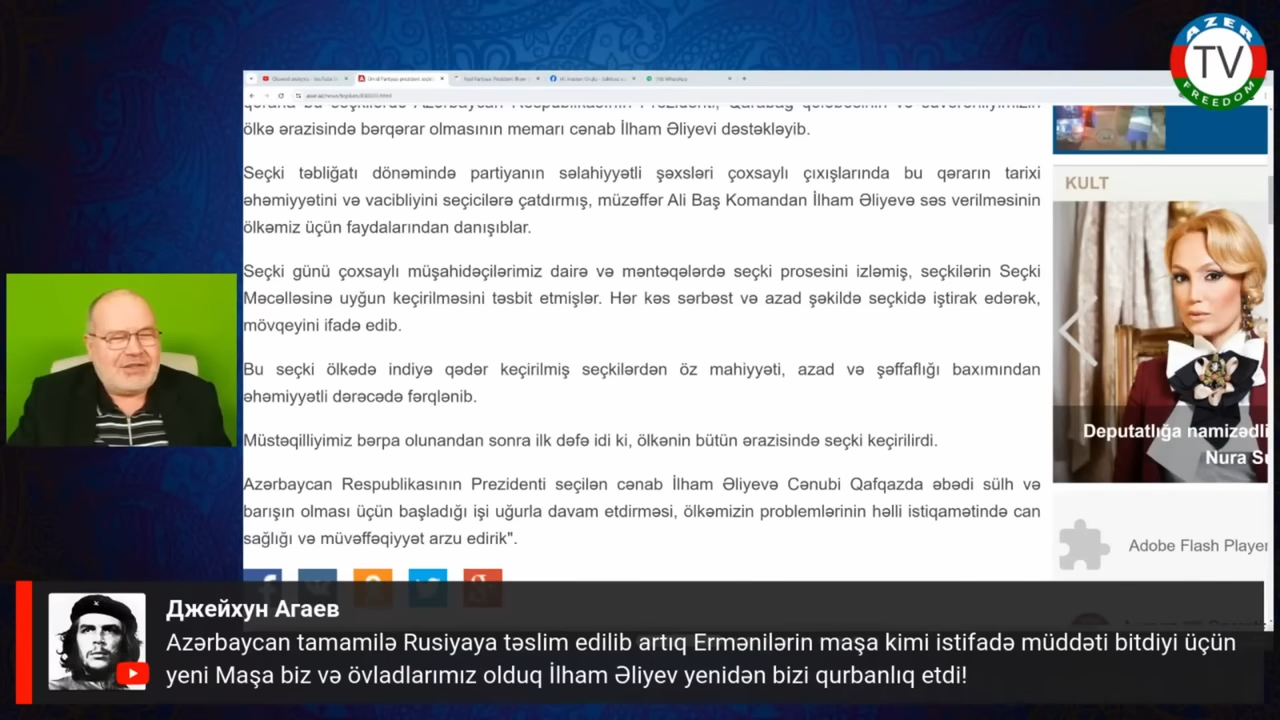 AZER
TV
FREEDOM
ölkə ərazisində bərqərar olmasının memarı cənab İlham Əliyevi dəstəkləyib.
Seçki təbliğatı dönəmində partiyanın səlahiyyətli şəxsləri çoxsaylı çıxışlarında bu qərarın tarixi
əhəmiyyətini və vacibliyini seçicilərə çatdırmış, müzəffər Ali Baş Komandan İlham Əliyevə səs verilməsinin
ölkəmiz üçün faydalarından danışıblar.
Seçki günü çoxsaylı müşahidəçilərimiz dairə və məntəqələrdə seçki prosesini izləmiş, seçkilərin Seçki
Məcəlləsinə uyğun keçirilməsini təsbit etmişlər. Hər kəs sərbəst və azad şəkildə seçkidə iştirak edərək,
mövqeyini ifadə edib.
Bu seçki ölkədə indiyə qədər keçirilmiş seçkilərdən öz mahiyyəti, azad və şəffaflığı baxımından
əhəmiyyətli dərəcədə fərqlənib.
Müstəqilliyimiz bərpa olunandan sonra ilk dəfə idi ki, ölkənin bütün ərazisində seçki keçirilirdi.
Azərbaycan Respublikasının Prezidenti seçilən cənab İlham Əliyevə Cənubi Qafqazda əbədi sülh və
barışın olması üçün başladığı işi uğurla davam etdirməsi, ölkəmizin problemlərinin həlli istiqamətində can
sağlığı və müvəffəqiyyət arzu edirik".
KULT
Deputatlığa namizədli
Nura Su
Adobe Flash Player
Джейхун Агаев
Azərbaycan tamamilə Rusiyaya təslim edilib artıq Ermənilərin maşa kimi istifadə müddəti bitdiyi üçün
yeni Maşa biz və övladlarımız olduq İlham Əliyev yenidən bizi qurbanlıq etdi!